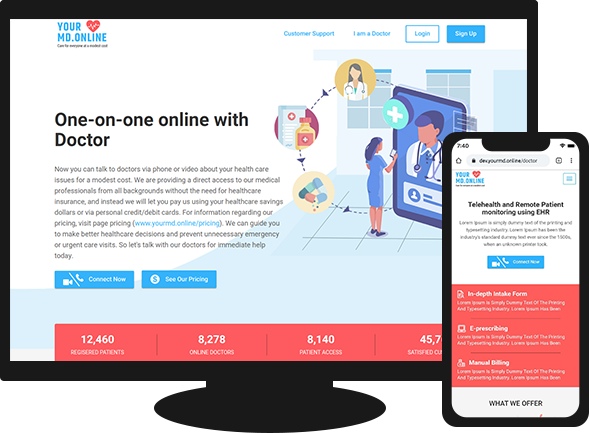 YOUR
MD.ONLINE
Care for everyone at a modest cost
Customer Support
I am a Doctor
Login
Sign Up
One-on-one online with
Doctor
Now you can talk to doctors via phone or video about your health care
issues for a modest cost. We are providing a direct access to our medical
professionals from all backgrounds without the need for healthcare
insurance, and instead we will let you pay us using your healthcare savings
dollars or via personal credit/debit cards. For information regarding our
pricing, visit page pricing (www.yourmd.online/pricing). We can guide you
to make better healthcare decisions and prevent unnecessary emergency
or urgent care visits. So let's talk with our doctors for immediate help
today.
Connect Now
See Our Pricing
12,460
REGISERED PATIENTS
8,278
ONLINE DOCTORS
8,140
PATIENT ACCESS
45,7
SATISFIED CU
7:40
dev.yourmd.online/doctor
YOUR
MD.ONLINE
Telehealth and Remote Patient
monitoring using EHR
Lorem Ipsum is simply dummy text of the printing
and typesetting industry. Lorem Ipsum has been the
industry's standard dummy text ever since the 1500s,
when an unknown printer took.
Connect Now
In-depth Intake Form
Lorem Ipsum is Simply Dummy Text Of The Printing
And Typesetting Industry. Lorem Ipsum Has Been
E-prescribing
Lorem Ipsum is Simply Dummy Text Of The Printing
And Typesetting Industry. Lorem Ipsum Has Been
Manual Billing
Lorem Ipsum is Simply Dummy Text Of The Printing
And Typesetting Industry. Lorem Ipsum Has Been
WHAT WE OFFER